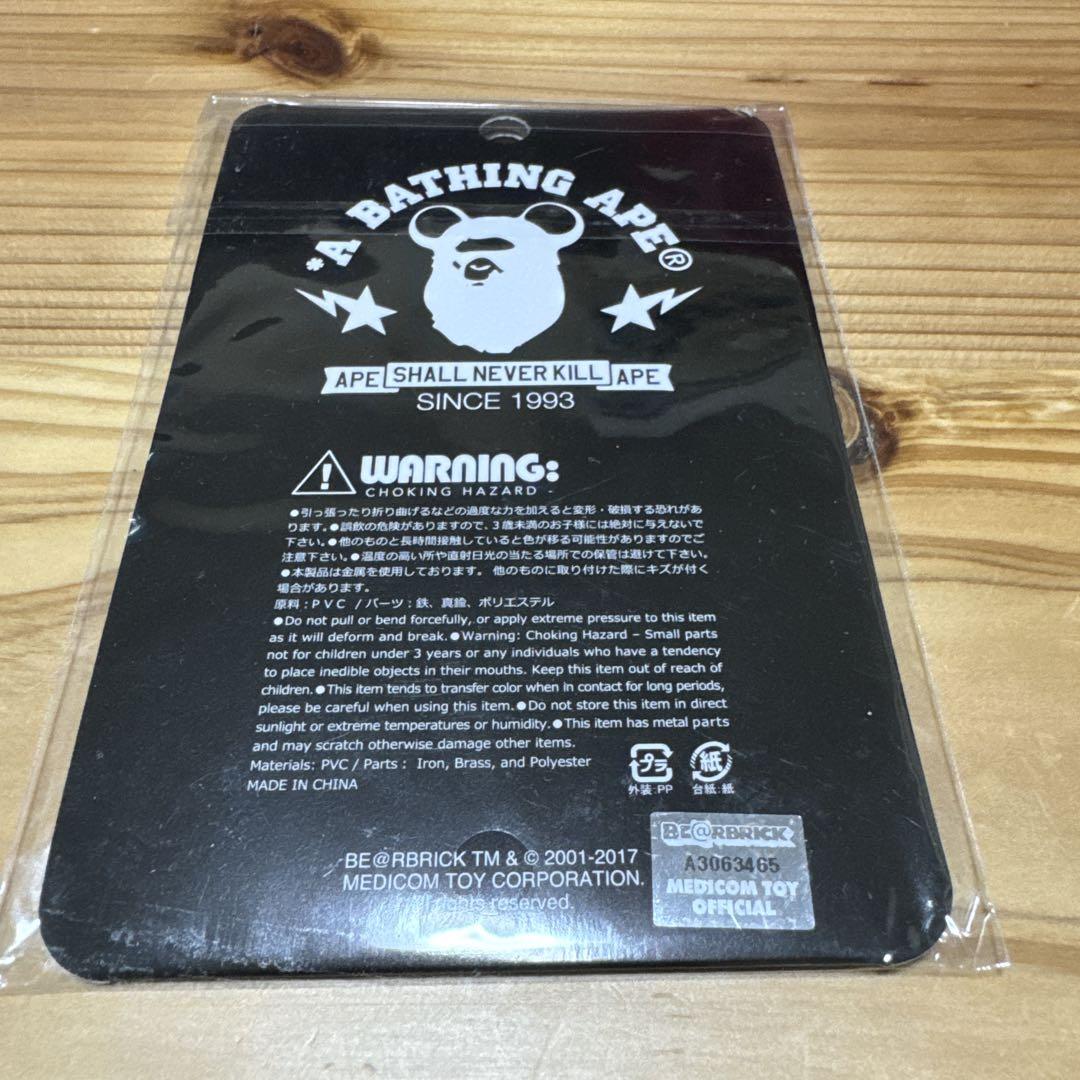 *A BATHING APE®
APE SHALL NEVER KILL APE
SINCE 1993
WARNING:
CHOKING HAZARD -
●引っ張ったり折り曲げるなどの過度な力を加えると変形・破損する恐れがあ
ります。●誤飲の危険がありますので、3歳未満のお子様には絶対に与えないで
下さい。●他のものと長時間接触していると色が移る可能性がありますのでご
注意下さい。●温度の高い所や直射日光の当たる場所での保管は避けて下さい。
●本製品は金属を使用しております。 他のものに取り付けた際にキズが付く
場合があります。
原料：PVC /パーツ：鉄、真鍮、ポリエステル
●Do not pull or bend forcefully, or apply extreme pressure to this item
as it will deform and break.●Warning: Choking Hazard – Small parts
not for children under 3 years or any individuals who have a tendency
to place inedible objects in their mouths. Keep this item out of reach of
children.●This item tends to transfer color when in contact for long periods,
please be careful when using this item.●Do not store this item in direct
sunlight or extreme temperatures or humidity.●This item has metal parts
and may scratch otherwise damage other items.
Materials: PVC / Parts : Iron, Brass, and Polyester
MADE IN CHINA
プラ 紙
外装:PP 台紙:紙
BE@RBRICK TM & © 2001-2017
MEDICOM TOY CORPORATION.
All rights reserved.
BE@RBRICK
A3063465
MEDICOM TOY
OFFICIAL